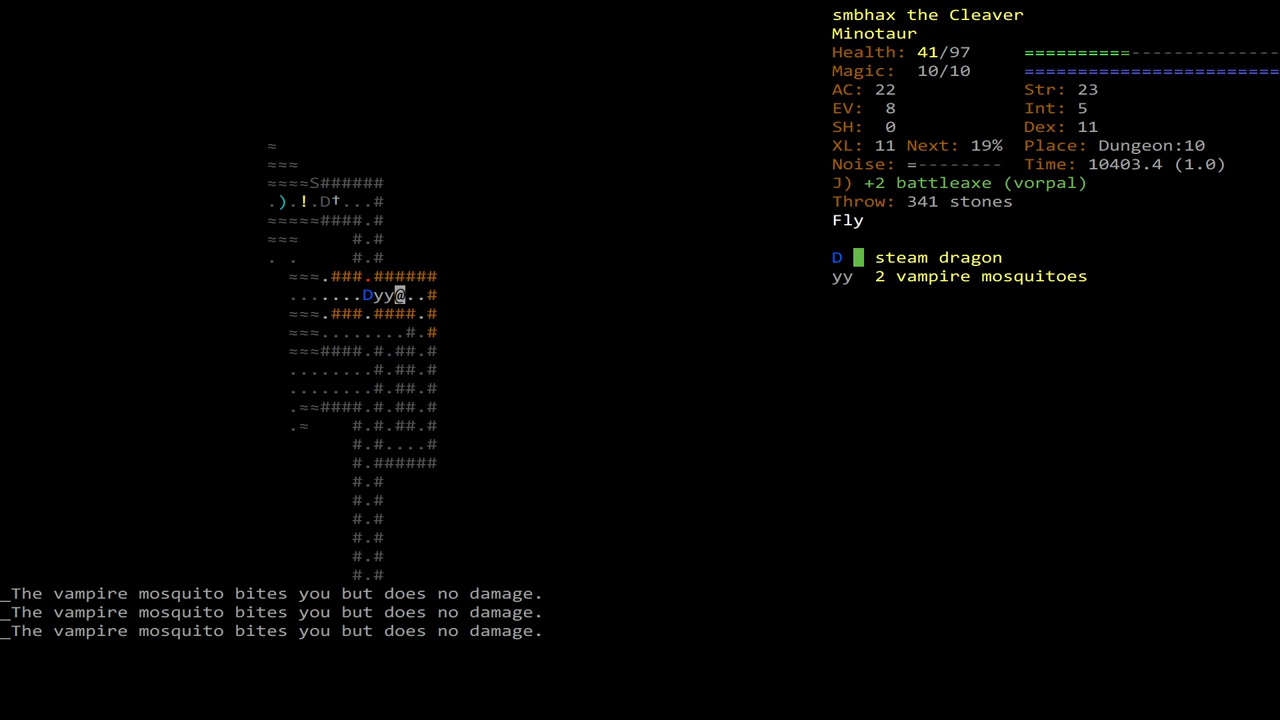 smbhax the Cleaver
Minotaur
Health: 41/97 ==========---------------
Magic: 10/10 ========================
AC: 22 Str: 23
EV: 8 Int: 5
SH: 0 Dex: 11
XL: 11 Next: 19% Place: Dungeon:10
Noise: =-------- Time: 10403.4 (1.0)
J) +2 battleaxe (vorpal)
Throw: 341 stones
Fly
D steam dragon
yy 2 vampire mosquitoes
≈
≈≈≈
≈≈≈≈S######
.).!.D†...#
≈≈≈≈≈####.#
≈≈≈ #.#
. . #.#
≈≈≈.###.######
.......Dyy@..#
≈≈≈.###.####.#
≈≈≈........#.#
≈≈≈####.#.##.#
........#.##.#
........#.##.#
.≈≈####.#.##.#
.≈ #.#.##.#
#.#....#
#.######
#.#
#.#
#.#
#.#
#.#
#.#
_The vampire mosquito bites you but does no damage.
_The vampire mosquito bites you but does no damage.
_The vampire mosquito bites you but does no damage.